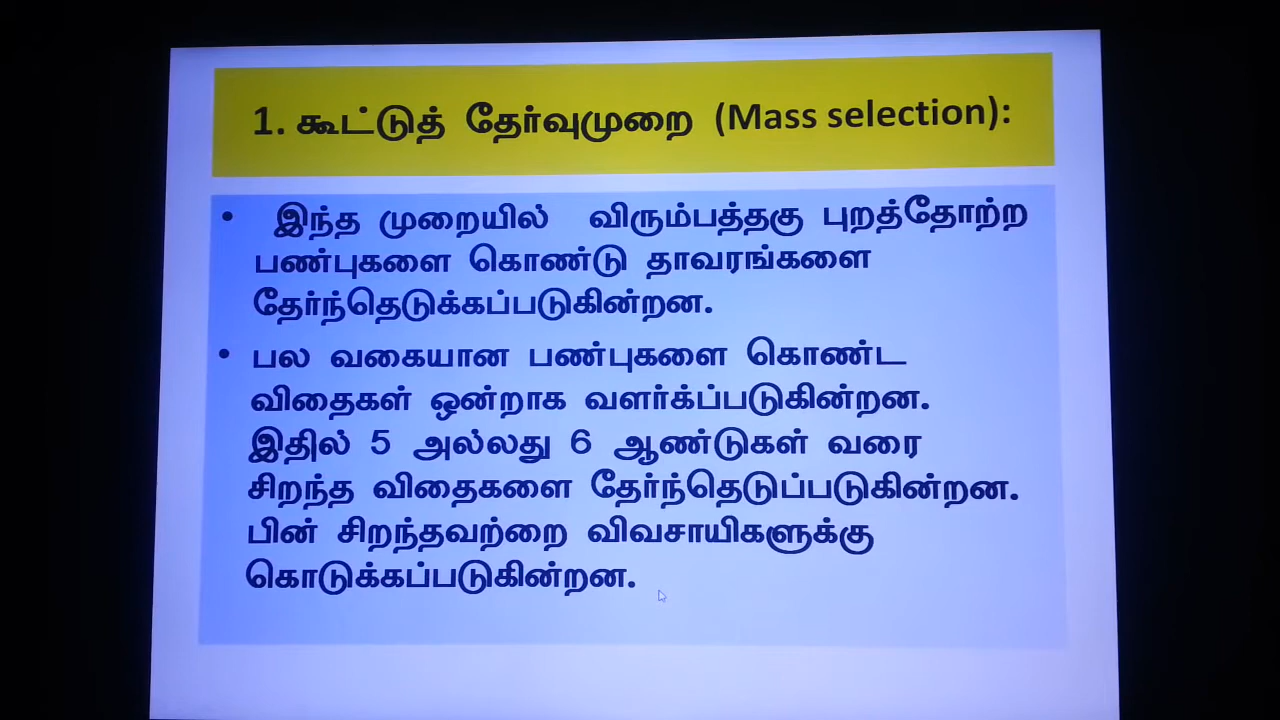 1. கூட்டுத் தேர்வுமுறை (Mass selection):
• இந்த முறையில் விரும்பத்தகு புறத்தோற்ற
பண்புகளை கொண்டு தாவரங்களை
தேர்ந்தெடுக்கப்படுகின்றன.
• பல வகையான பண்புகளை கொண்ட
விதைகள் ஒன்றாக வளர்க்ப்படுகின்றன.
இதில் 5 அல்லது 6 ஆண்டுகள் வரை
சிறந்த விதைகளை தேர்ந்தெடுப்படுகின்றன.
பின் சிறந்தவற்றை விவசாயிகளுக்கு
கொடுக்கப்படுகின்றன.